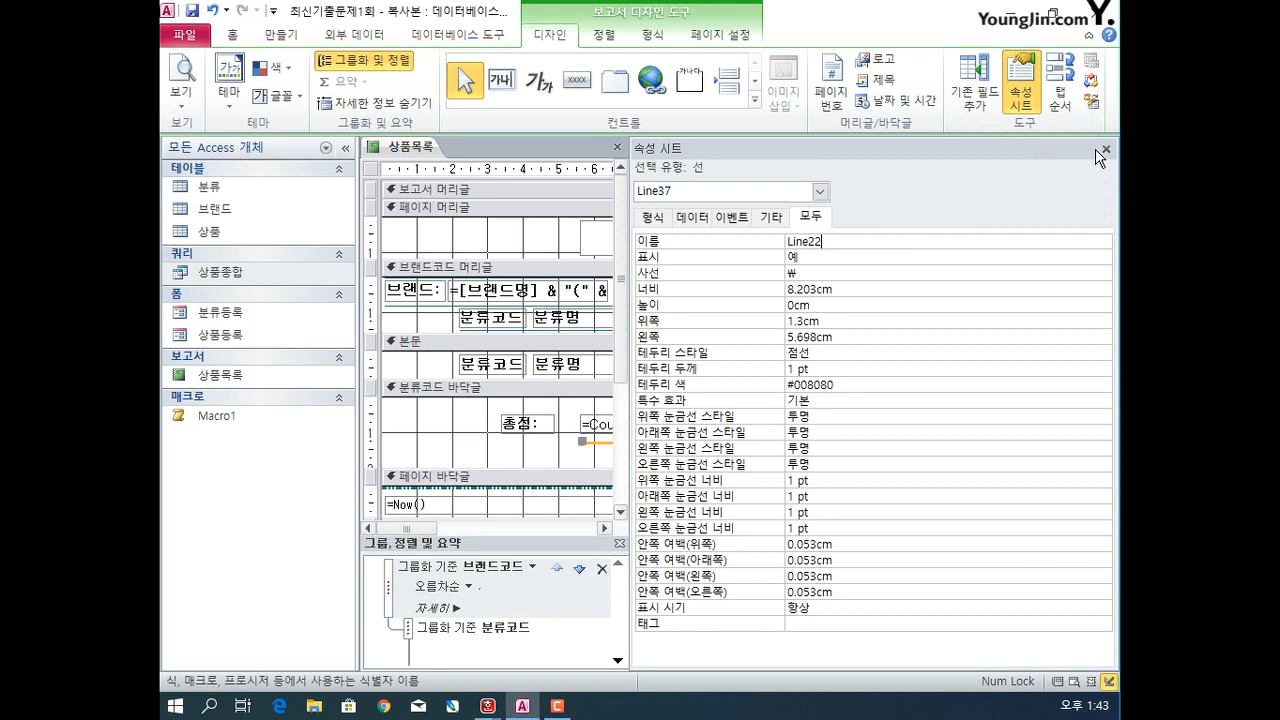 최신기출문제1회 - 복사본 : 데이터베이스...
보고서 디자인 도구
YoungJin.com Y.
파일
홈
만들기
외부 데이터
데이터베이스 도구
디자인
정렬
형식
페이지 설정
보기
테마
색
가 글꼴
그룹화 및 정렬
Σ 요약
자세한 정보 숨기기
가나
가가
xxxx
가나다
이미지 삽입
페이지 번호
로고
제목
날짜 및 시간
기존 필드 추가
속성 시트
탭 순서
보기
테마
그룹화 및 요약
컨트롤
머리글/바닥글
도구
모든 Access 개체
테이블
분류
브랜드
상품
쿼리
상품종합
폼
분류등록
상품등록
보고서
상품목록
매크로
Macro1
상품목록
1 2 3 4 5 6
보고서 머리글
페이지 머리글
브랜드코드 머리글
브랜드: =[브랜드명] & "(" &
분류코드 분류명
본문
분류코드 분류명
분류코드 바닥글
총점: =Cou
페이지 바닥글
=Now()
그룹, 정렬 및 요약
그룹화 기준 브랜드코드
오름차순
자세히
그룹화 기준 분류코드
속성 시트
선택 유형: 선
Line37
형식 데이터 이벤트 기타 모두
이름 Line22
표시 예
사선 ₩
너비 8.203cm
높이 0cm
위쪽 1.3cm
왼쪽 5.698cm
테두리 스타일 점선
테두리 두께 1 pt
테두리 색 #008080
특수 효과 기본
위쪽 눈금선 스타일 투명
아래쪽 눈금선 스타일 투명
왼쪽 눈금선 스타일 투명
오른쪽 눈금선 스타일 투명
위쪽 눈금선 너비 1 pt
아래쪽 눈금선 너비 1 pt
왼쪽 눈금선 너비 1 pt
오른쪽 눈금선 너비 1 pt
안쪽 여백(위쪽) 0.053cm
안쪽 여백(아래쪽) 0.053cm
안쪽 여백(왼쪽) 0.053cm
안쪽 여백(오른쪽) 0.053cm
표시 시기 항상
태그
식, 매크로, 프로시저 등에서 사용하는 식별자 이름
Num Lock
오후 1:43